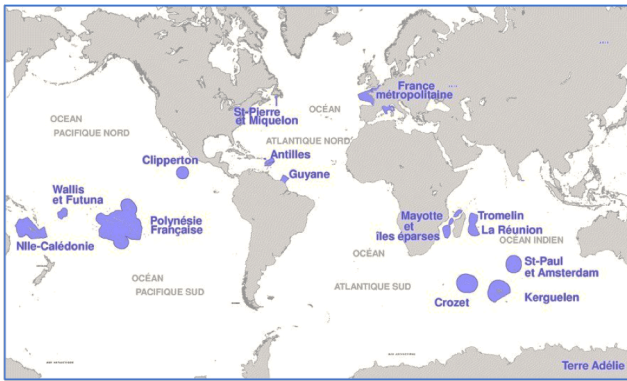 France
métropolitaine
St-Pierre
et Miquelon
OCÉAN
ATLANTIQUE NORD
OCEAN
PACIFIQUE NORD
Clipperton
Antilles
Guyane
Wallis
et Futuna
Polynésie
Française
Nlle-Calédonie
Mayotte
et
îles éparses
Tromelin
La Réunion
OCÉAN INDIEN
OCÉAN
ATLANTIQUE SUD
St-Paul
et Amsterdam
OCÉAN
PACIFIQUE SUD
Crozet
Kerguelen
Terre Adélie